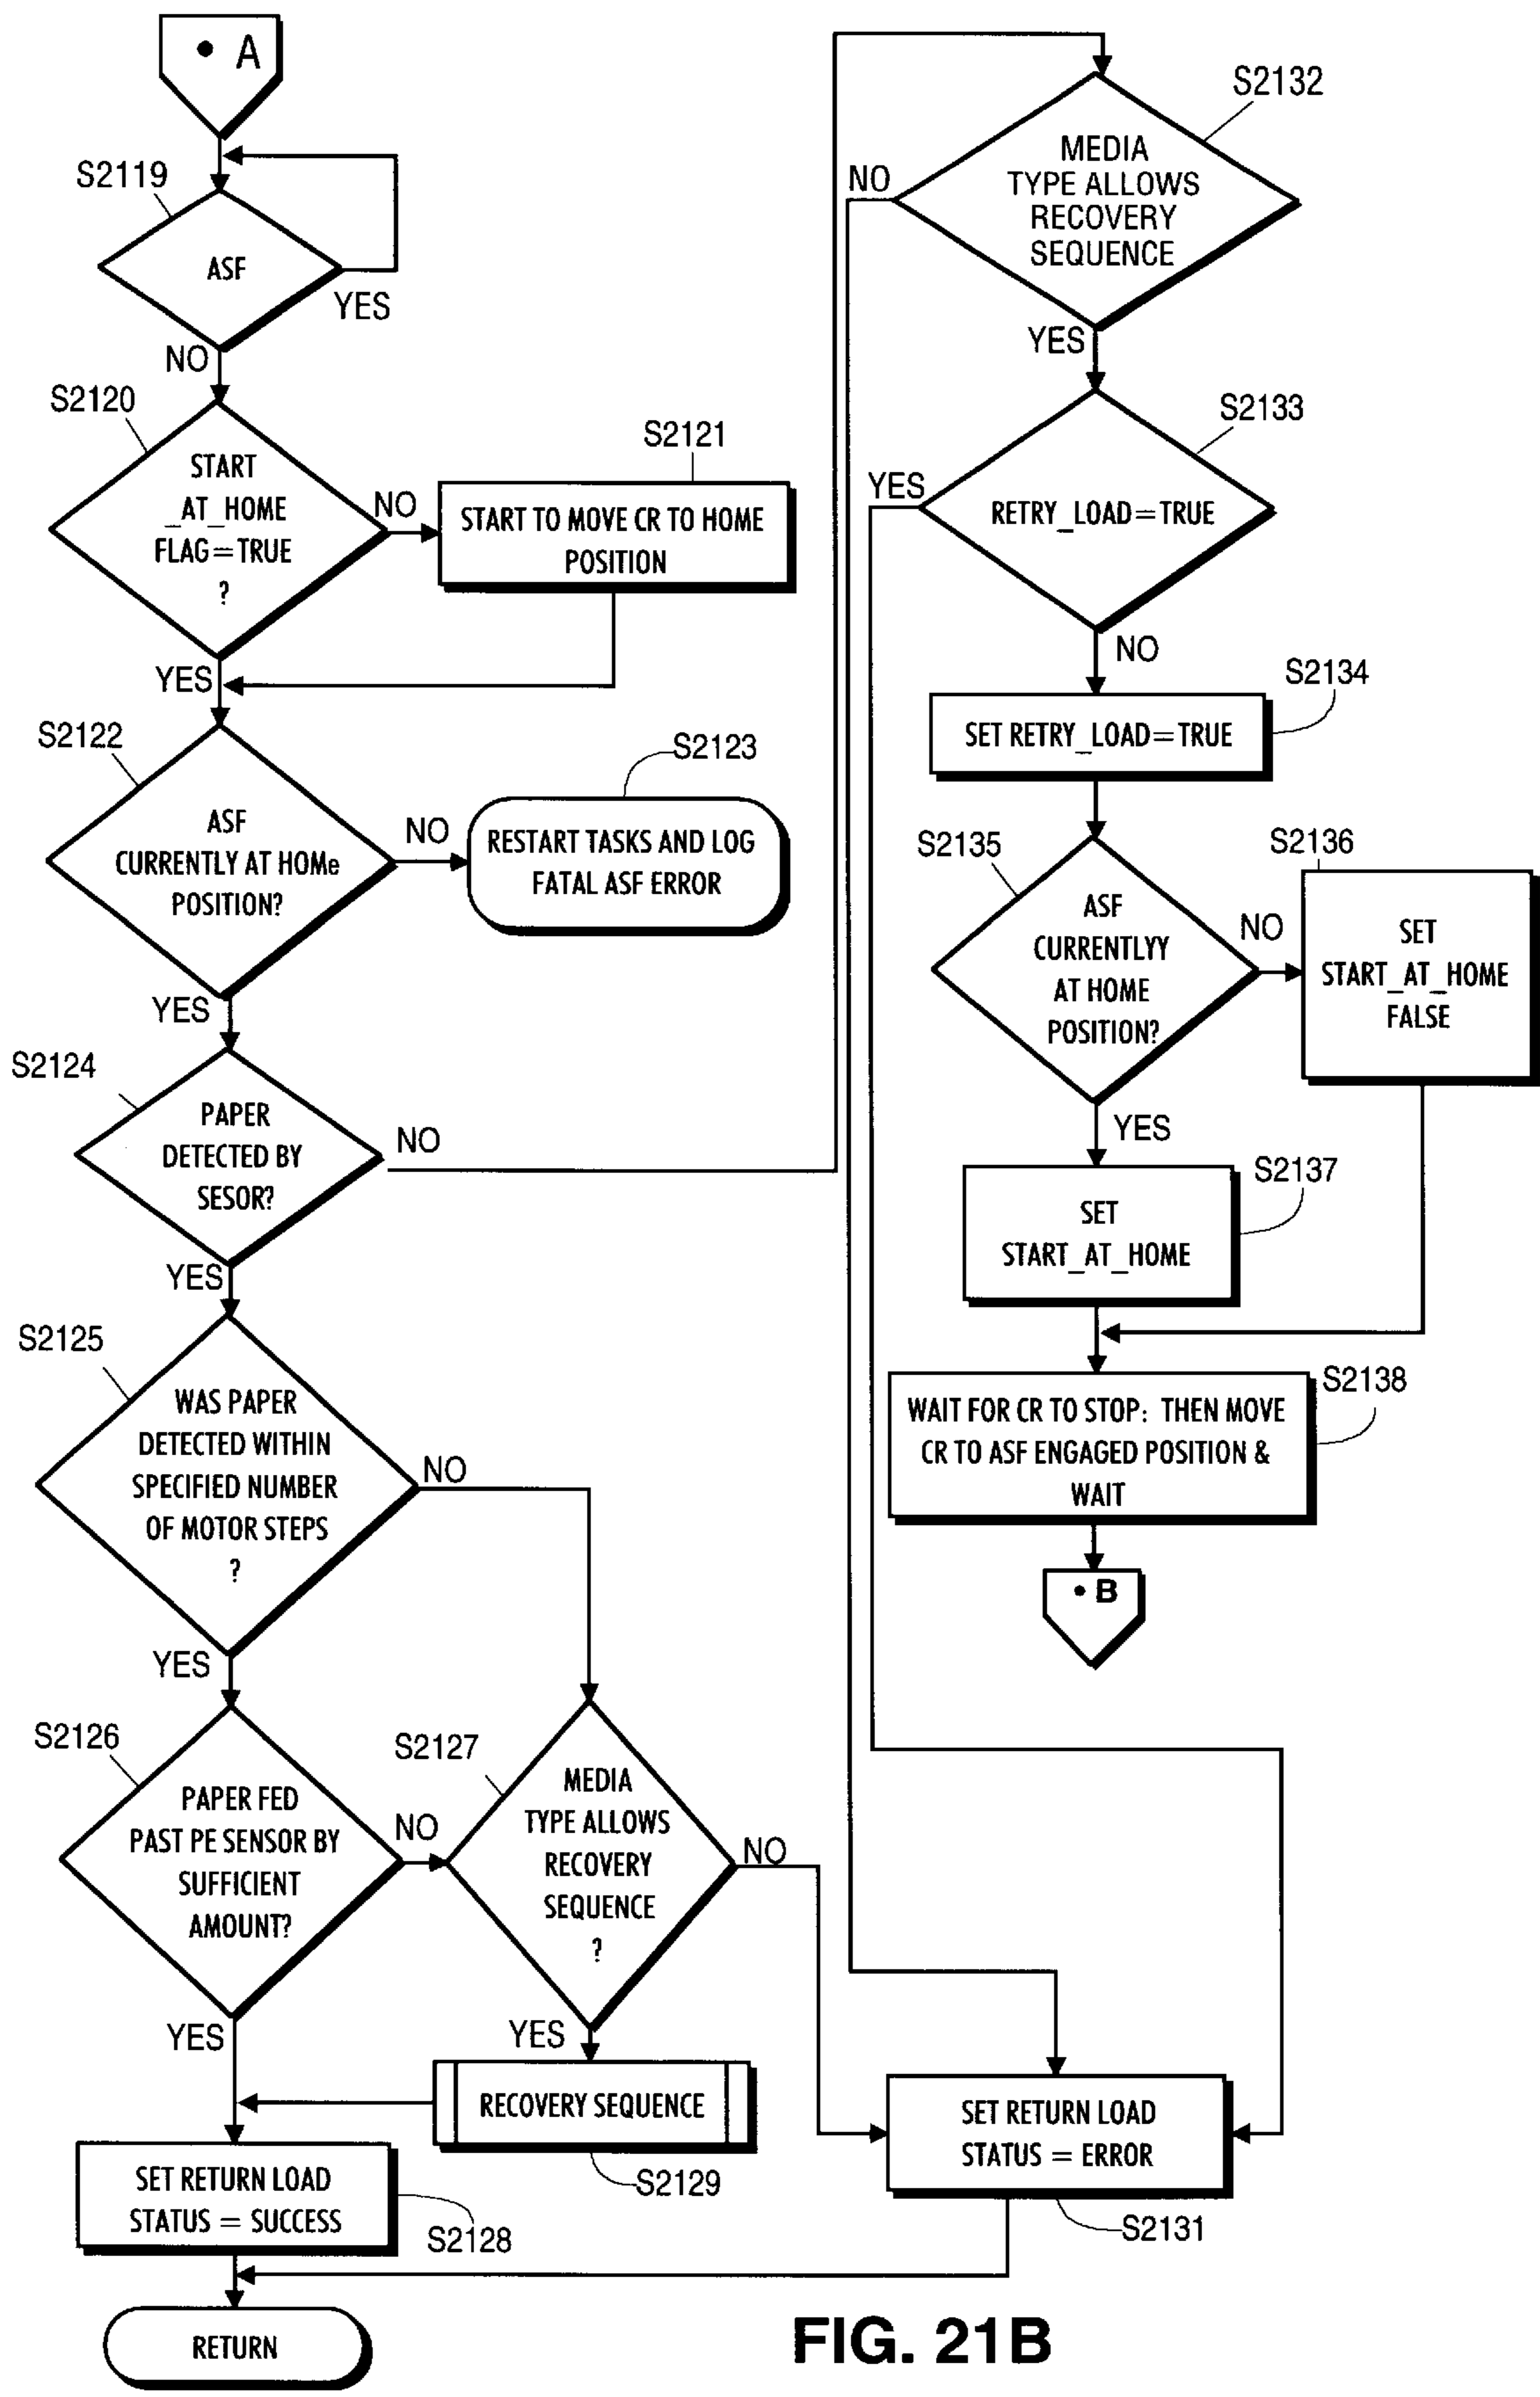 • A
S2119
ASF
YES
NO
S2120
START
_AT_HOME
FLAG=TRUE
?
NO
S2121
START TO MOVE CR TO HOME
POSITION
YES
S2122
ASF
CURRENTLY AT HOMe
POSITION?
NO
S2123
RESTART TASKS AND LOG
FATAL ASF ERROR
YES
S2124
PAPER
DETECTED BY
SESOR?
NO
YES
S2125
WAS PAPER
DETECTED WITHIN
SPECIFIED NUMBER
OF MOTOR STEPS
?
NO
YES
S2126
PAPER FED
PAST PE SENSOR BY
SUFFICIENT
AMOUNT?
NO
S2127
MEDIA
TYPE ALLOWS
RECOVERY
SEQUENCE
?
NO
YES
YES
RECOVERY SEQUENCE
S2129
SET RETURN LOAD
STATUS = SUCCESS
S2128
RETURN
S2132
MEDIA
TYPE ALLOWS
RECOVERY
SEQUENCE
NO
YES
S2133
RETRY_LOAD=TRUE
YES
NO
S2134
SET RETRY_LOAD=TRUE
S2135
ASF
CURRENTLYY
AT HOME
POSITION?
NO
S2136
SET
START_AT_HOME
FALSE
YES
S2137
SET
START_AT_HOME
S2138
WAIT FOR CR TO STOP: THEN MOVE
CR TO ASF ENGAGED POSITION &
WAIT
• B
SET RETURN LOAD
STATUS = ERROR
S2131
FIG. 21B